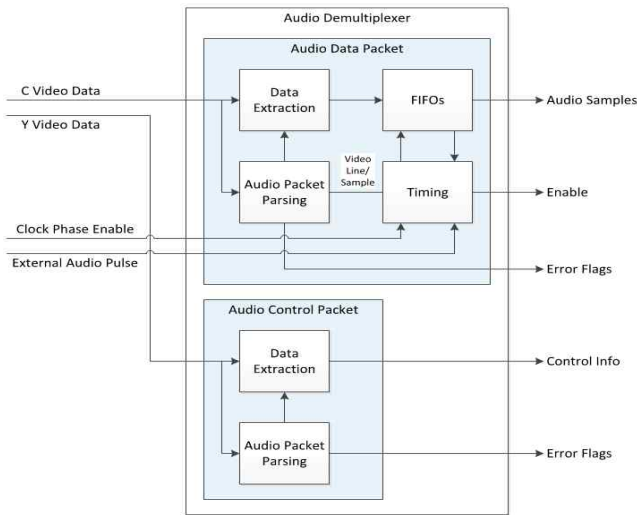 Audio Demultiplexer
Audio Data Packet
C Video Data
Y Video Data
Data
Extraction
FIFOs
Audio Samples
Audio Packet
Parsing
Video
Line/
Sample
Timing
Enable
Clock Phase Enable
External Audio Pulse
Error Flags
Audio Control Packet
Data
Extraction
Control Info
Audio Packet
Parsing
Error Flags